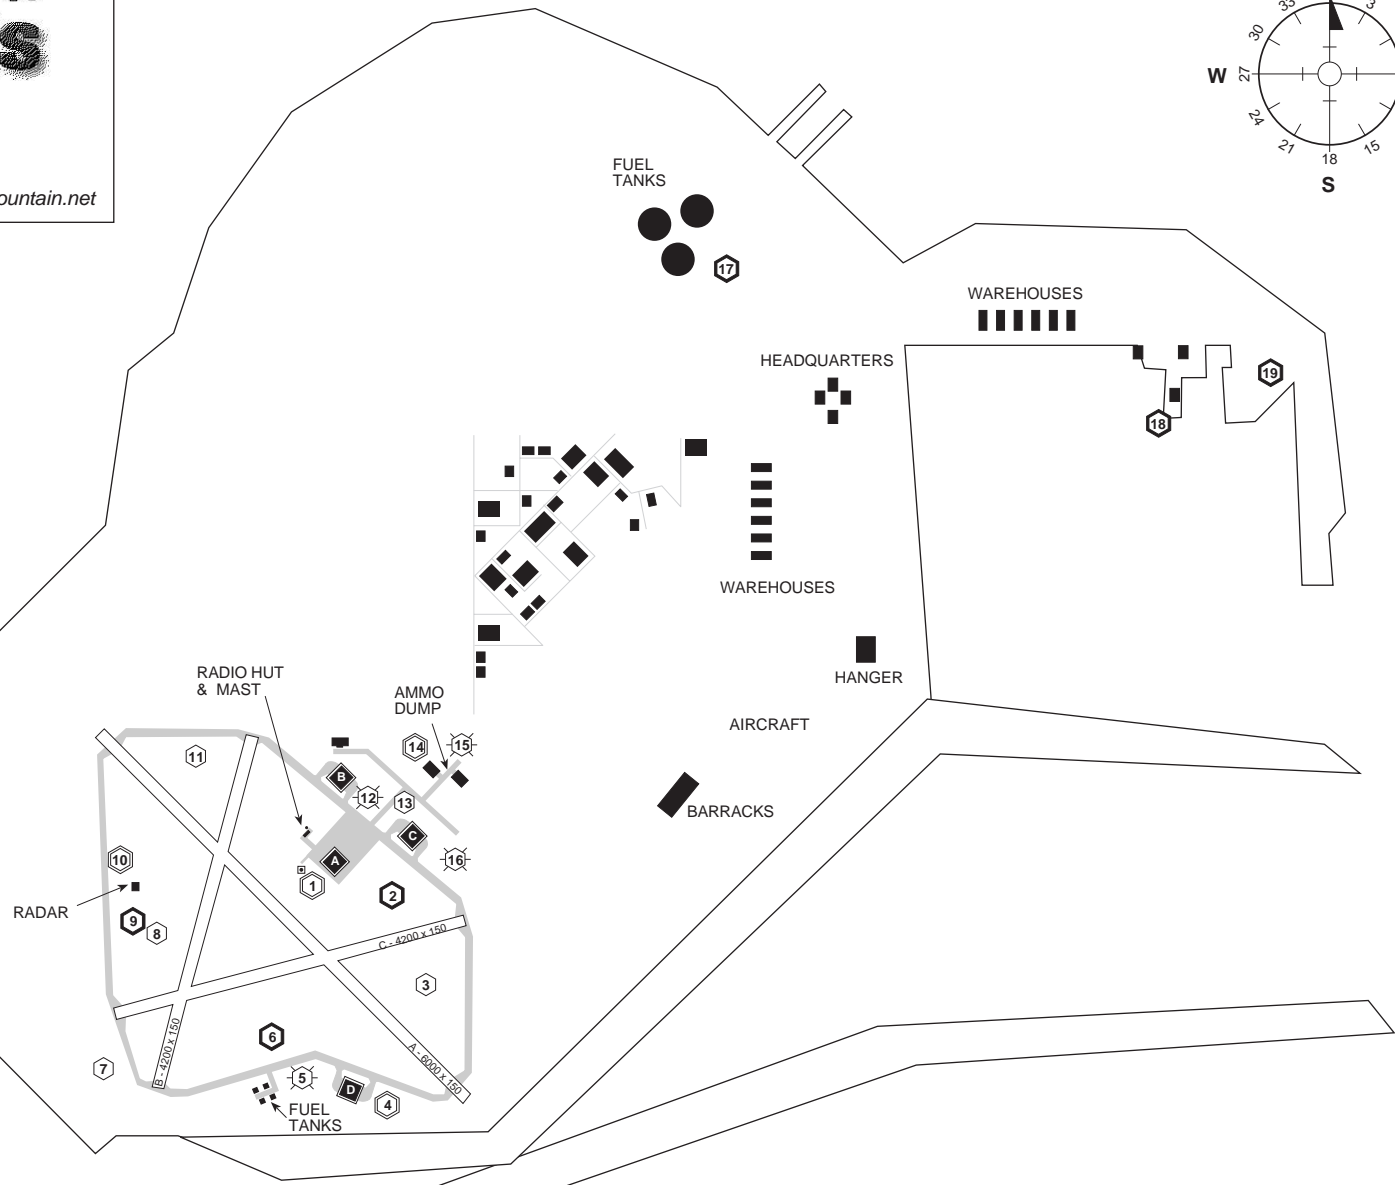 S
ountain.net
33
3
30
W
27
24
21
18
15
S
FUEL
TANKS
17
WAREHOUSES
HEADQUARTERS
19
18
WAREHOUSES
HANGER
RADIO HUT
& MAST
AMMO
DUMP
AIRCRAFT
14
15
11
B
12
13
BARRACKS
C
10
A
16
1
2
RADAR
9
8
C - 4200 x 150
3
6
B - 4200 x 150
A - 6000 x 150
7
5
D
4
FUEL
TANKS